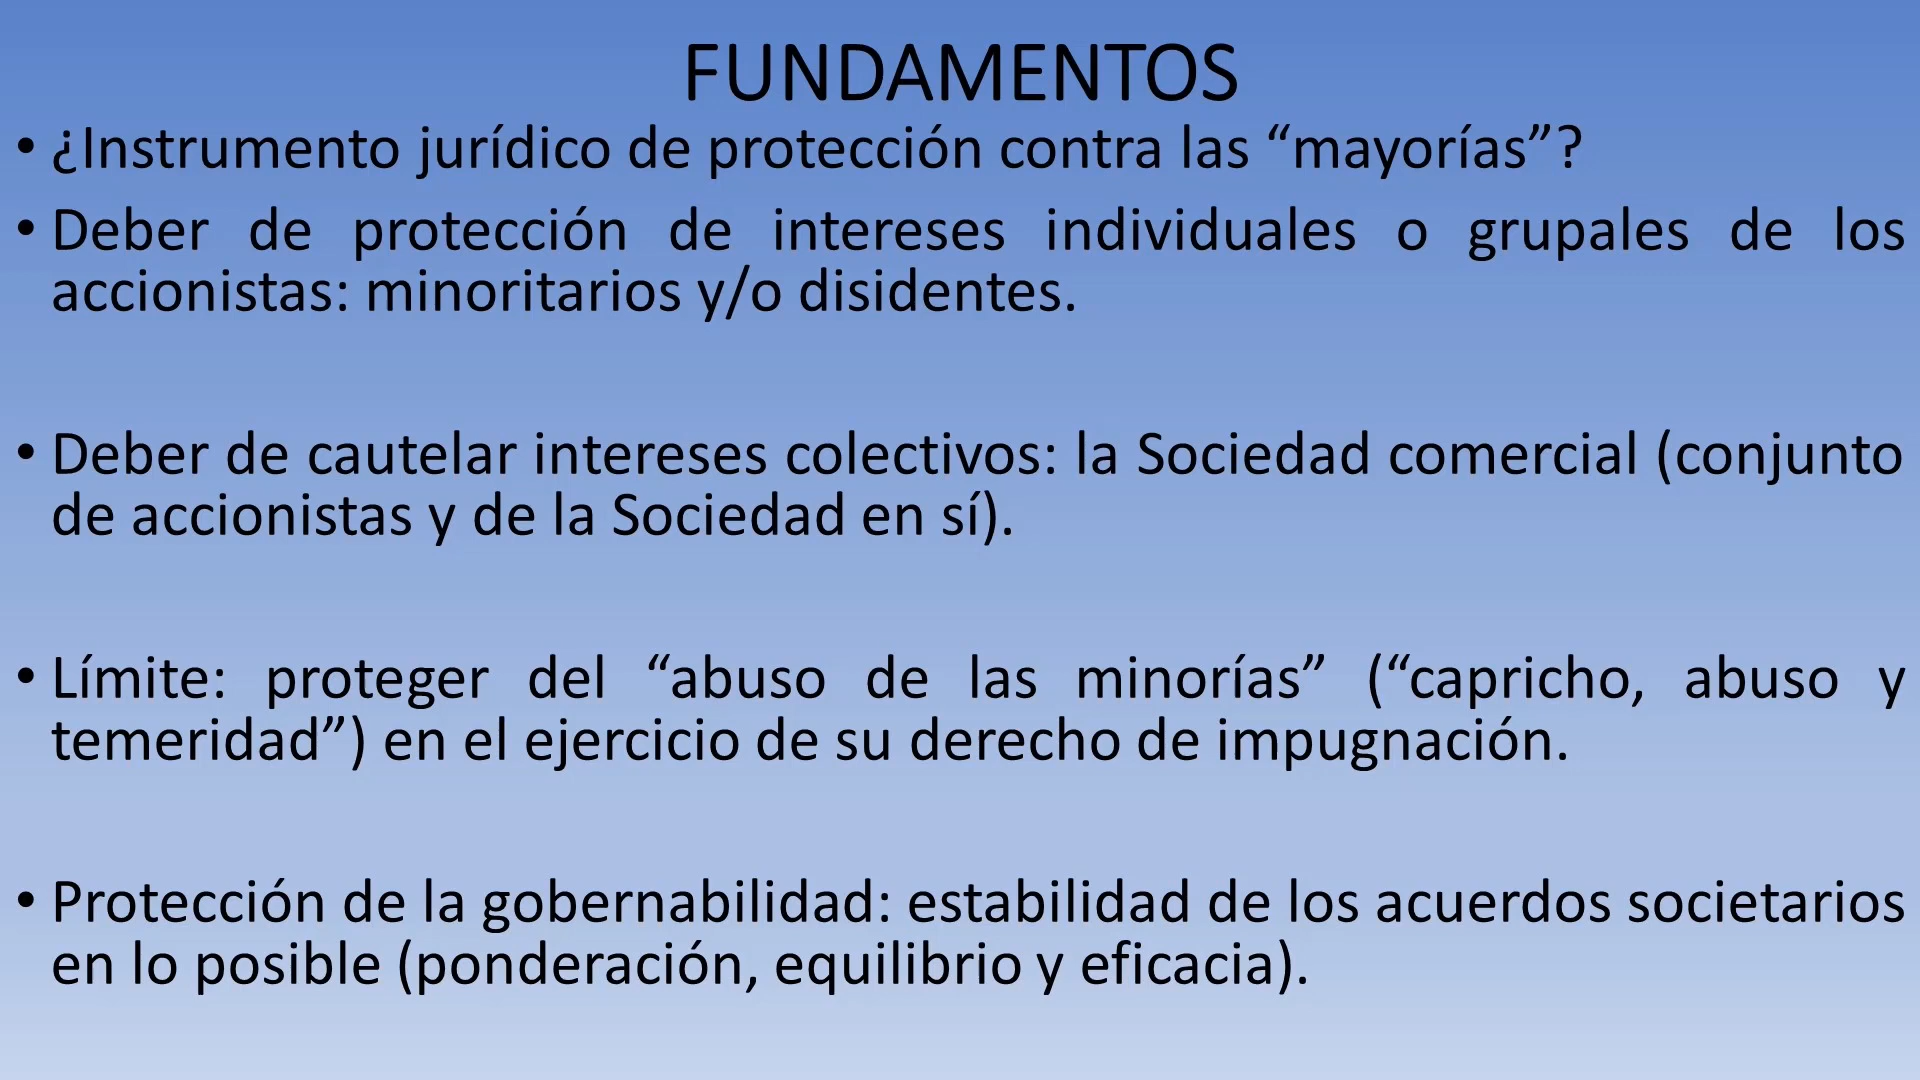 FUNDAMENTOS
• ¿Instrumento jurídico de protección contra las “mayorías”?
• Deber de protección de intereses individuales o grupales de los
accionistas: minoritarios y/o disidentes.
• Deber de cautelar intereses colectivos: la Sociedad comercial (conjunto
de accionistas y de la Sociedad en sí).
• Límite: proteger del “abuso de las minorías” (“capricho, abuso y
temeridad”) en el ejercicio de su derecho de impugnación.
• Protección de la gobernabilidad: estabilidad de los acuerdos societarios
en lo posible (ponderación, equilibrio y eficacia).